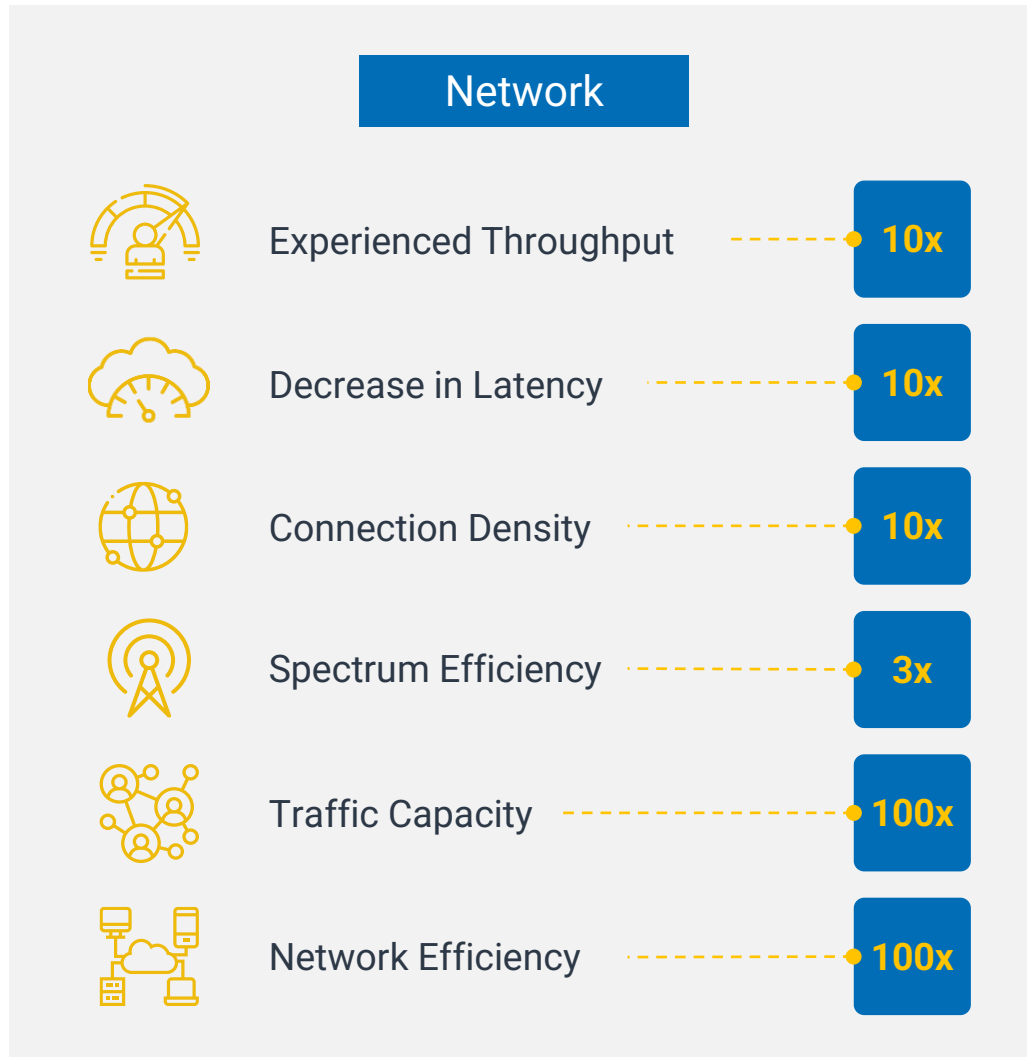 Network
Experienced Throughput 10x
Decrease in Latency 10x
Connection Density 10x
Spectrum Efficiency 3x
Traffic Capacity 100x
Network Efficiency 100x